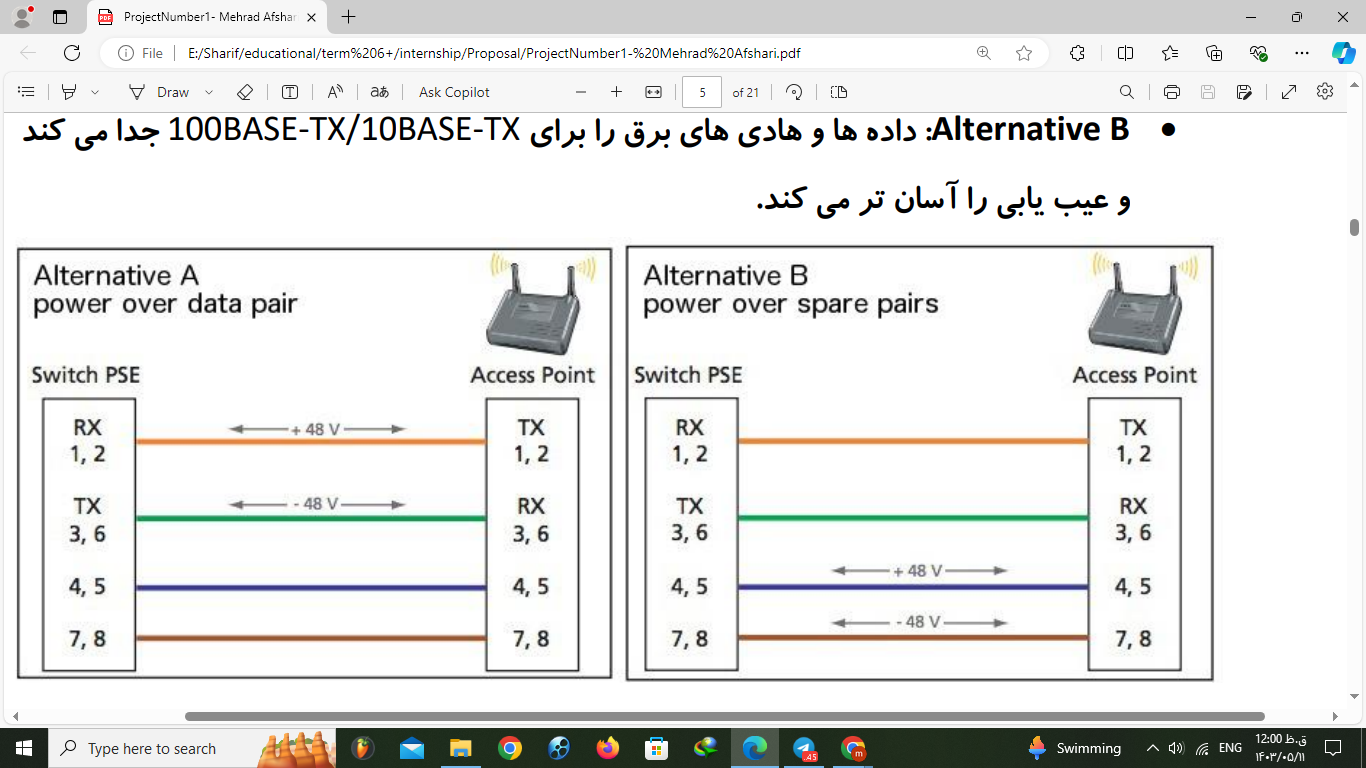 ProjectNumber1- Mehrad Afshar
File
E:/Sharif/educational/term%206+/internship/Proposal/ProjectNumber1-%20Mehrad%20Afshari.pdf
Draw
Ask Copilot
5 of 21
• Alternative B: داده ها و هادی های برق را برای 100BASE-TX/10BASE-TX جدا می کند
و عیب یابی را آسان تر می کند.
Alternative A
power over data pair
Switch PSE
Access Point
RX
1, 2
+ 48 V
TX
1, 2
TX
3, 6
- 48 V
RX
3, 6
4, 5
4, 5
7, 8
7, 8
Alternative B
power over spare pairs
Switch PSE
Access Point
RX
1, 2
TX
1, 2
TX
3, 6
RX
3, 6
4, 5
+ 48 V
4, 5
7, 8
- 48 V
7, 8
Type here to search
.45
m
Swimming
ENG
12:00 ق.ظ
۱۴۰۳/۰۵/۱۱